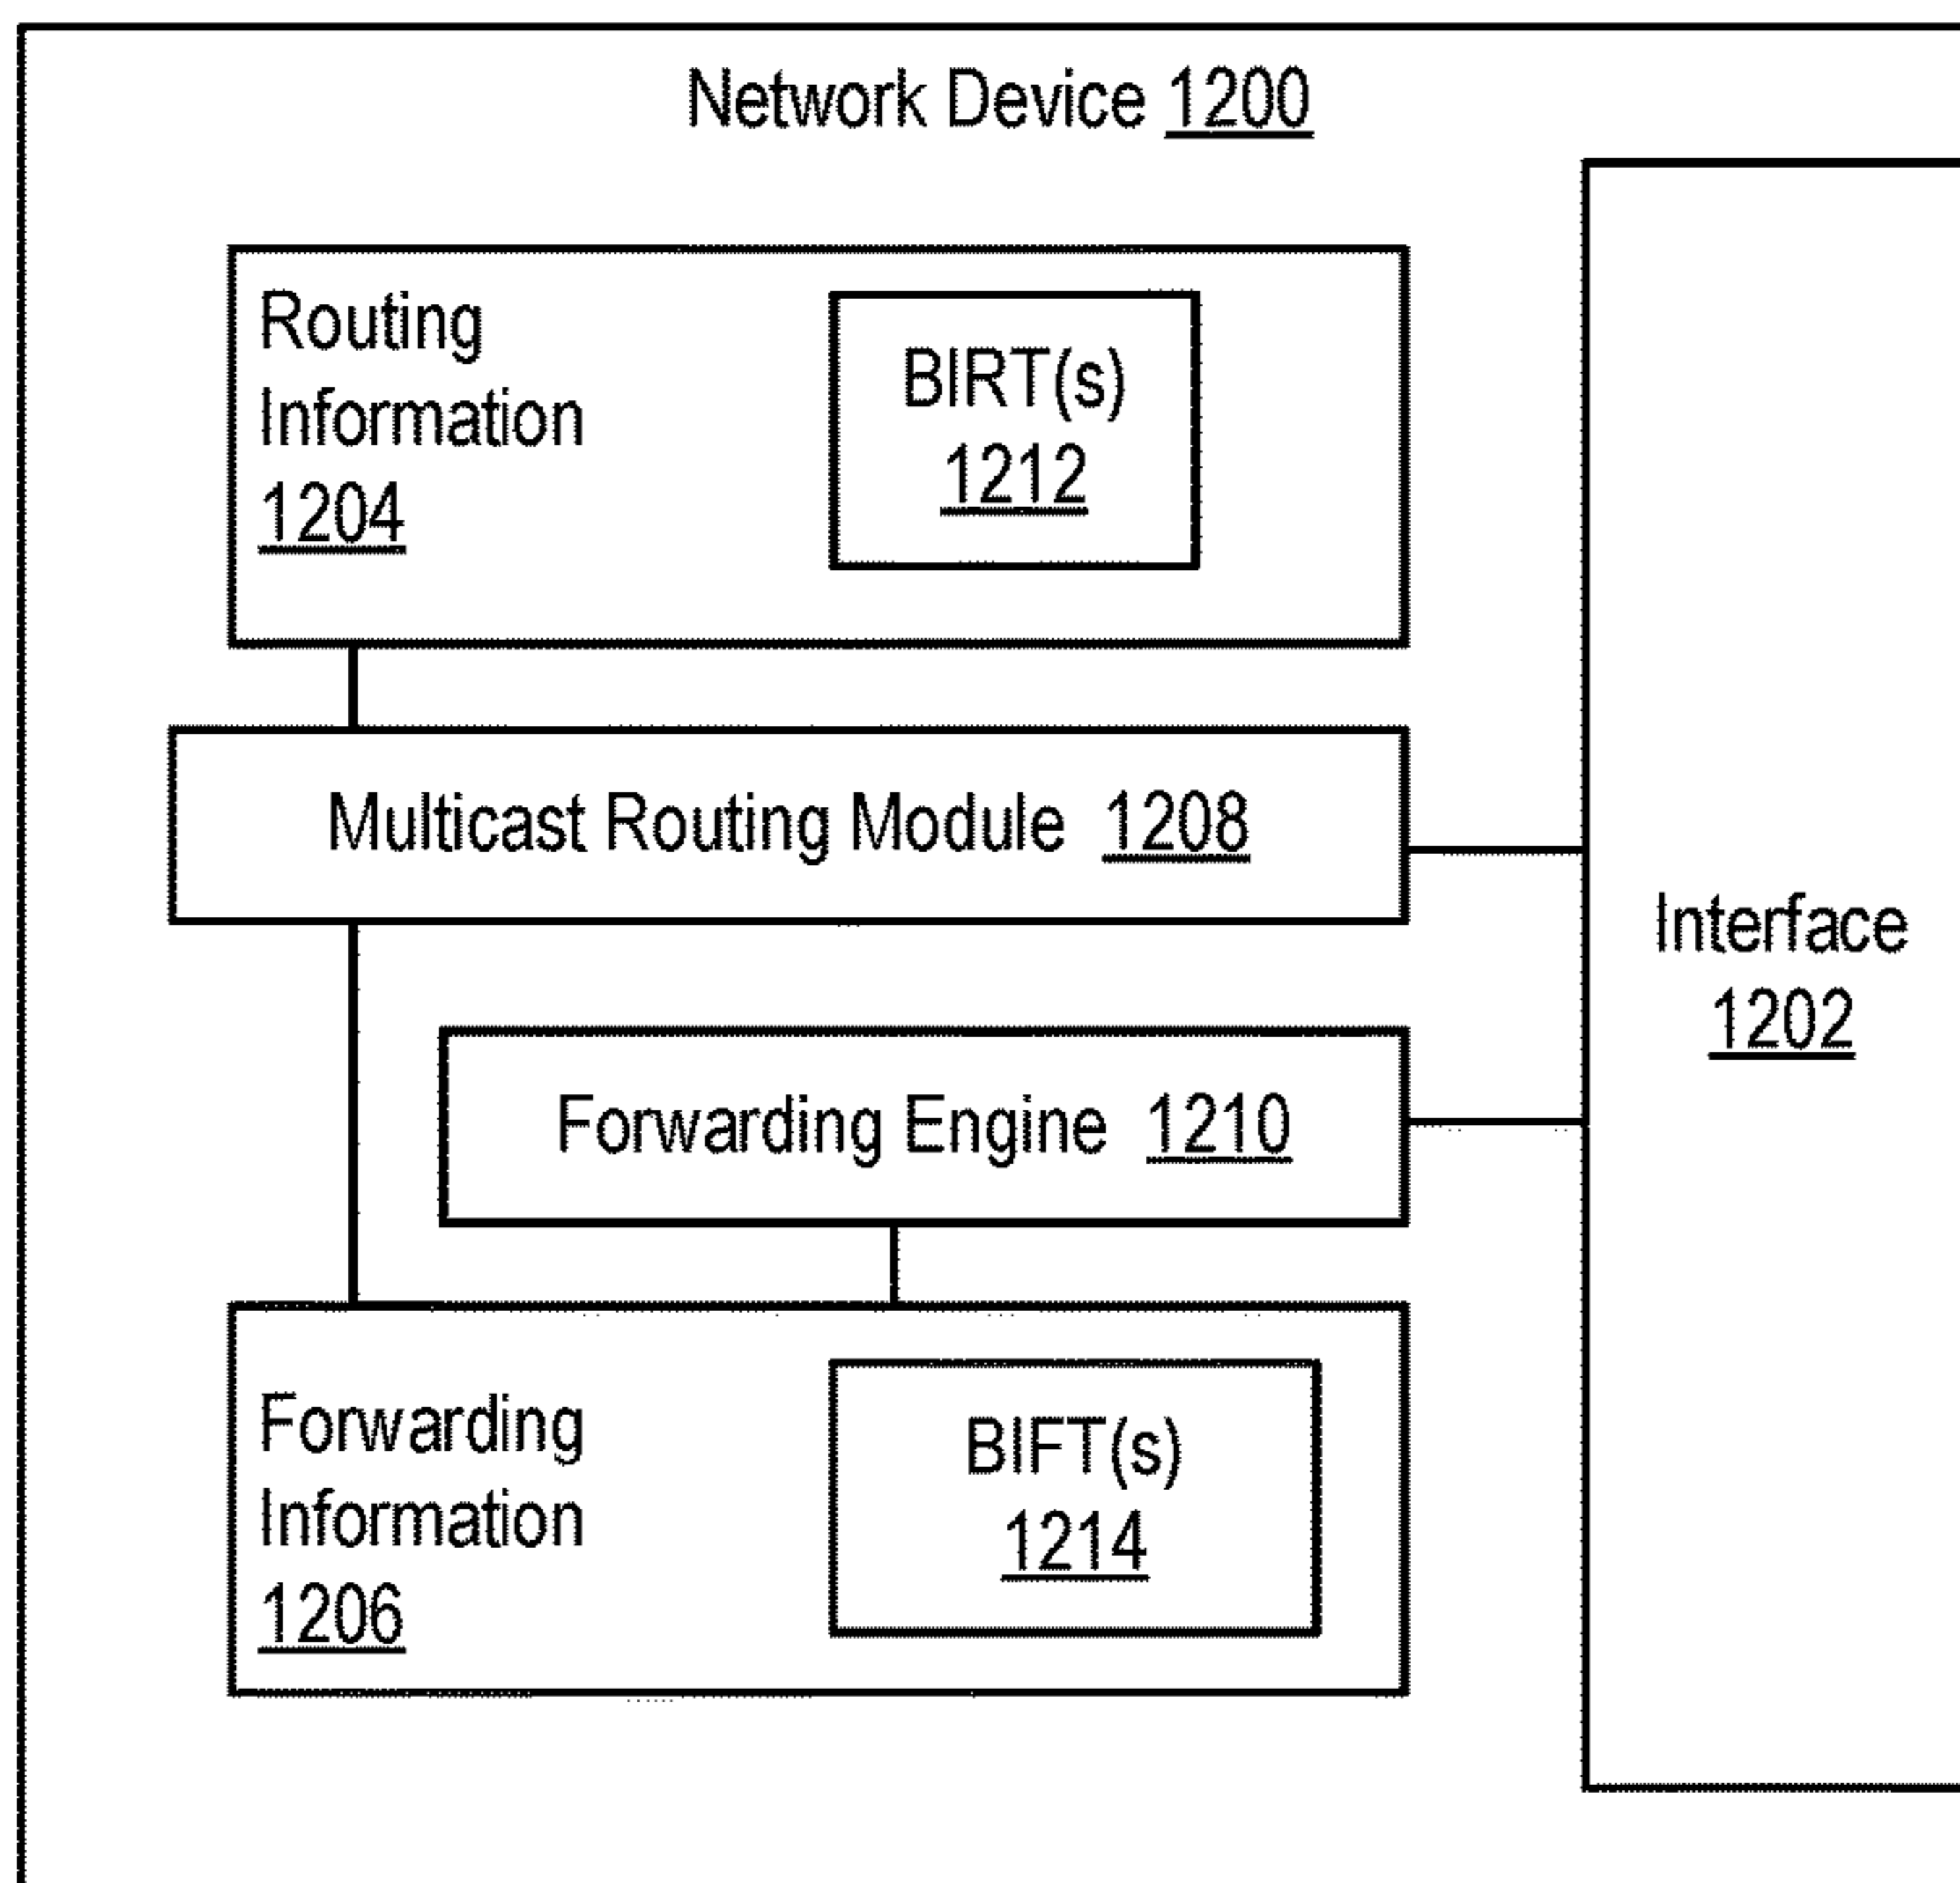 Network Device 1200
Routing
Information
1204
BIRT(s)
1212
Multicast Routing Module 1208
Interface
1202
Forwarding Engine 1210
Forwarding
Information
1206
BIFT(s)
1214